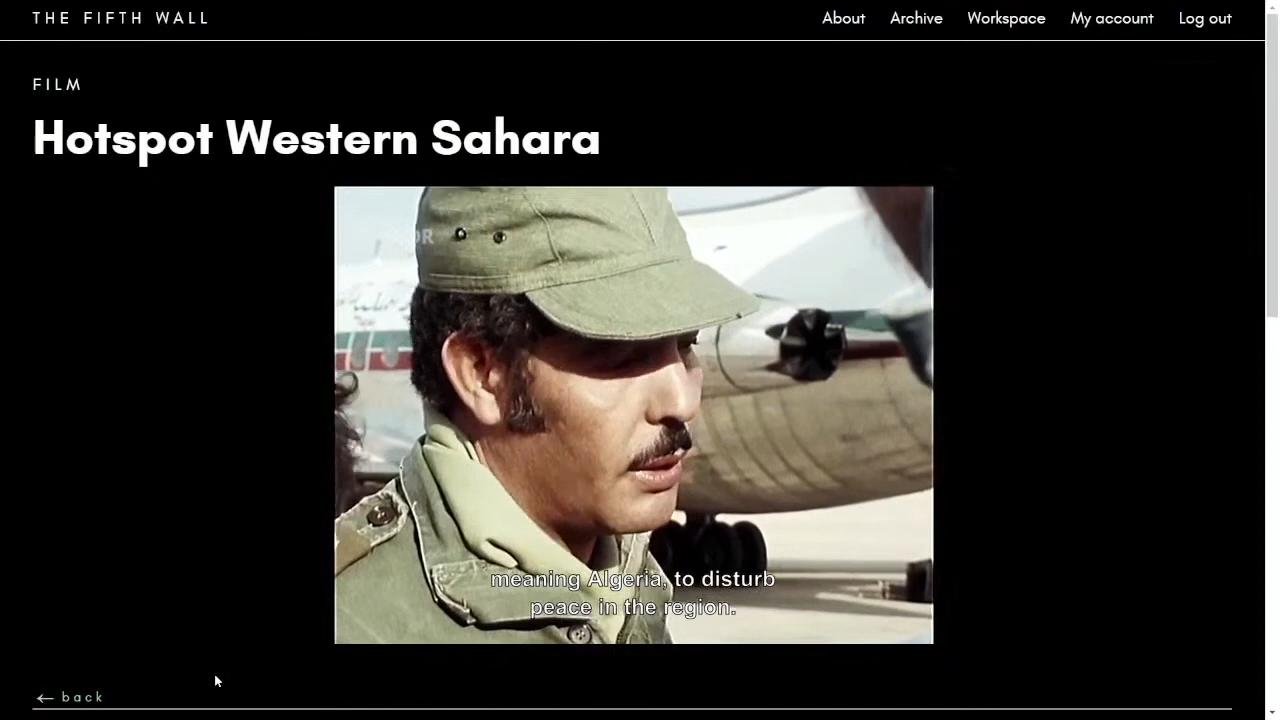 THE FIFTH WALL
About Archive Workspace My account Log out
FILM
Hotspot Western Sahara
meaning Algeria, to disturb
peace in the region.
← back